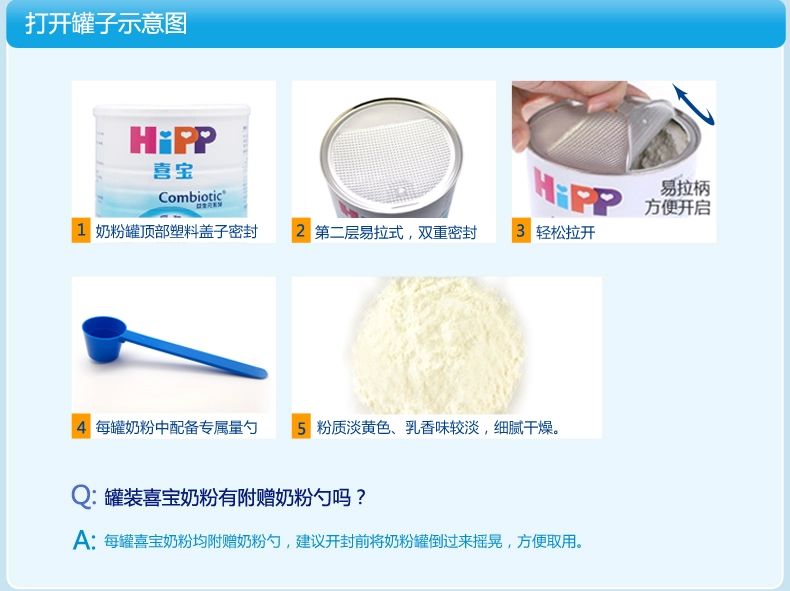 打开罐子示意图
HiPP
喜宝
Combiotic®
1 奶粉罐顶部塑料盖子密封
2 第二层易拉式，双重密封
HiPP
易拉柄
方便开启
3 轻松拉开
4 每罐奶粉中配备专属量勺
5 粉质淡黄色、乳香味较淡，细腻干燥。
Q: 罐装喜宝奶粉有附赠奶粉勺吗？
A: 每罐喜宝奶粉均附赠奶粉勺，建议开封前将奶粉罐倒过来摇晃，方便取用。